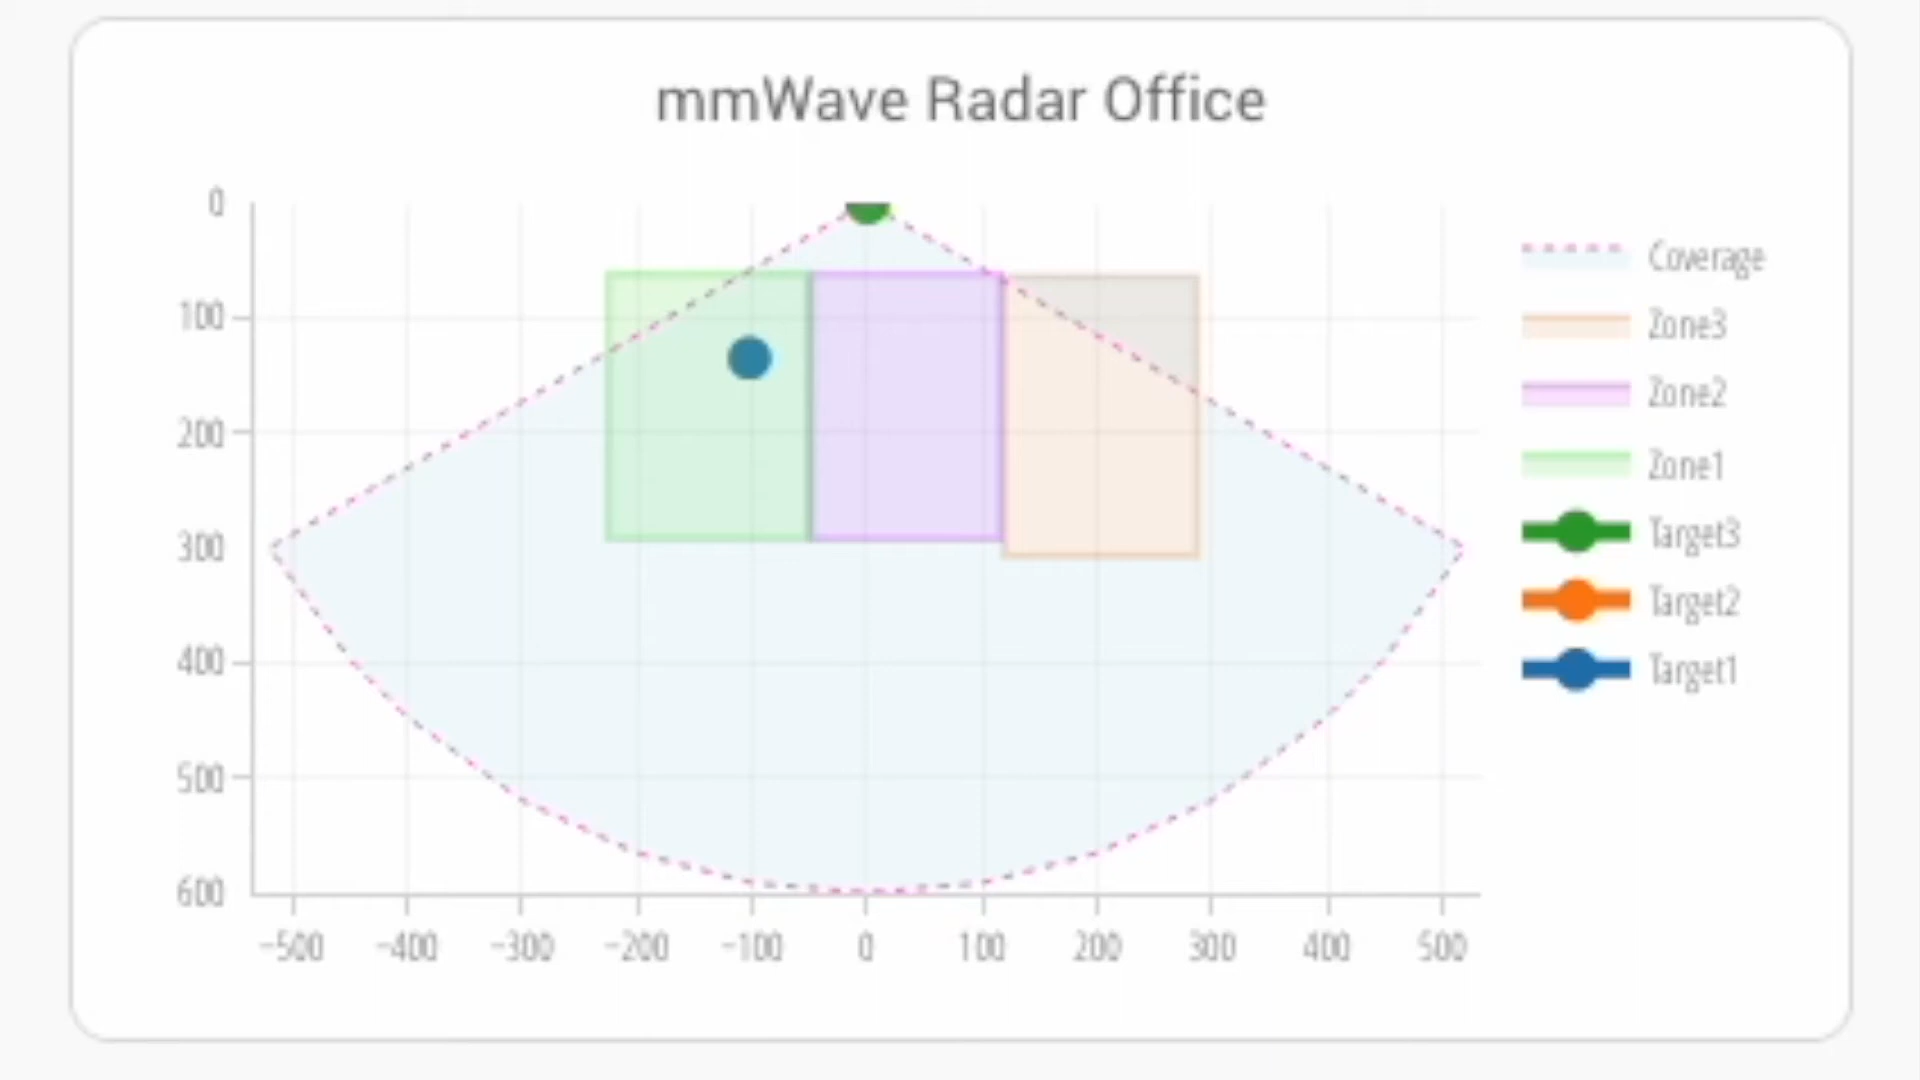 mmWave Radar Office
0
100
200
300
400
500
600
−500 −400 −300 −200 −100 0 100 200 300 400 500
Coverage
Zone3
Zone2
Zone1
Target3
Target2
Target1